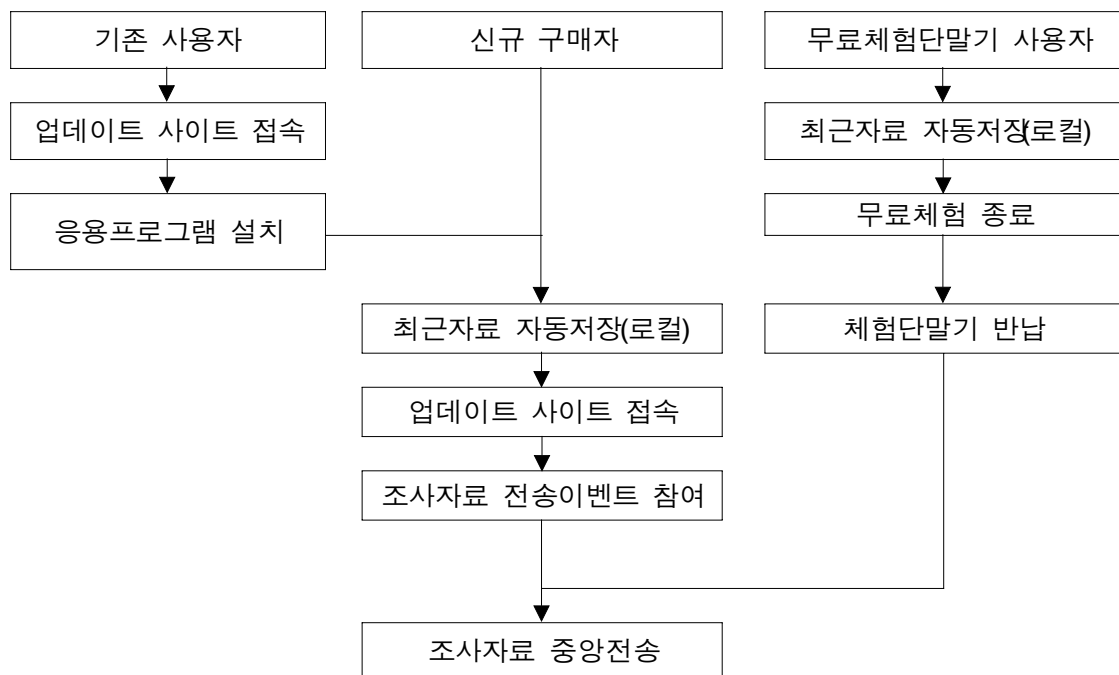 기존 사용자
신규 구매자
무료체험단말기 사용자
업데이트 사이트 접속
최근자료 자동저장(로컬)
응용프로그램 설치
무료체험 종료
최근자료 자동저장(로컬)
체험단말기 반납
업데이트 사이트 접속
조사자료 전송이벤트 참여
조사자료 중앙전송